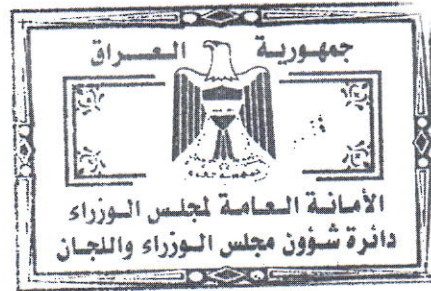 جمهورية العراق
الأمانة العامة لمجلس الوزراء
دائرة شؤون مجلس الوزراء واللجان